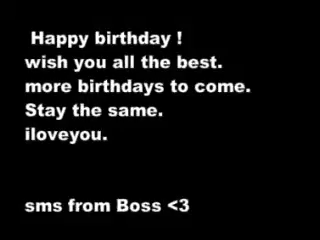 Happy birthday !
wish you all the best.
more birthdays to come.
Stay the same.
iloveyou.
sms from Boss <3